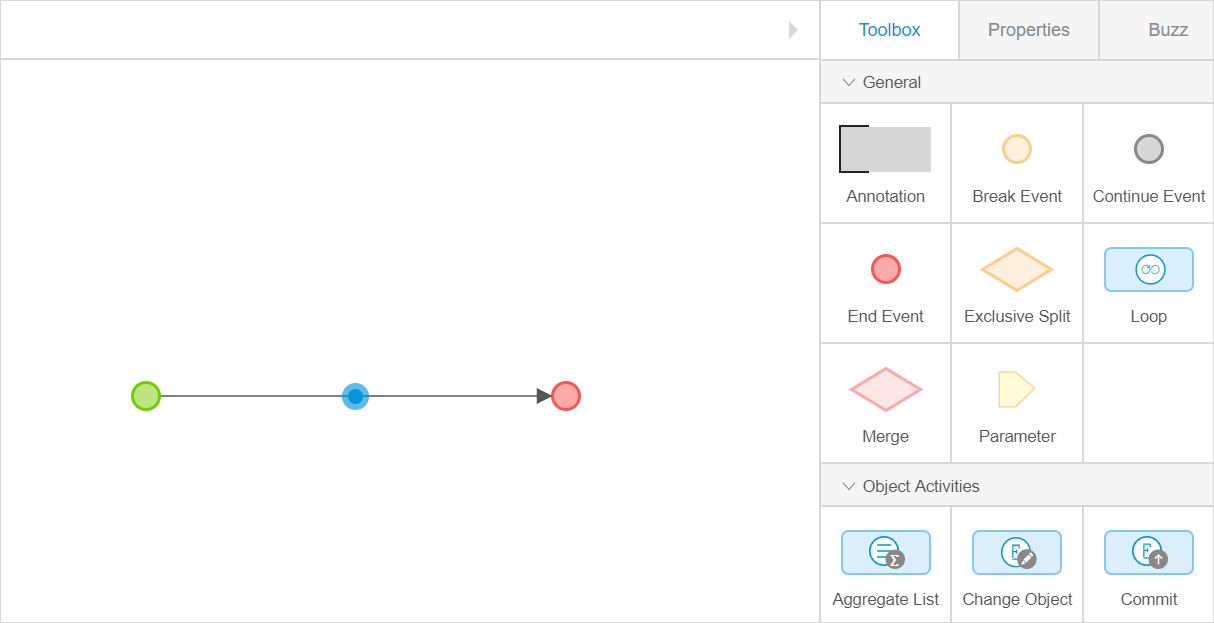 Toolbox Properties Buzz
General
Annotation Break Event Continue Event
End Event Exclusive Split Loop
Merge Parameter
Object Activities
Aggregate List Change Object Commit